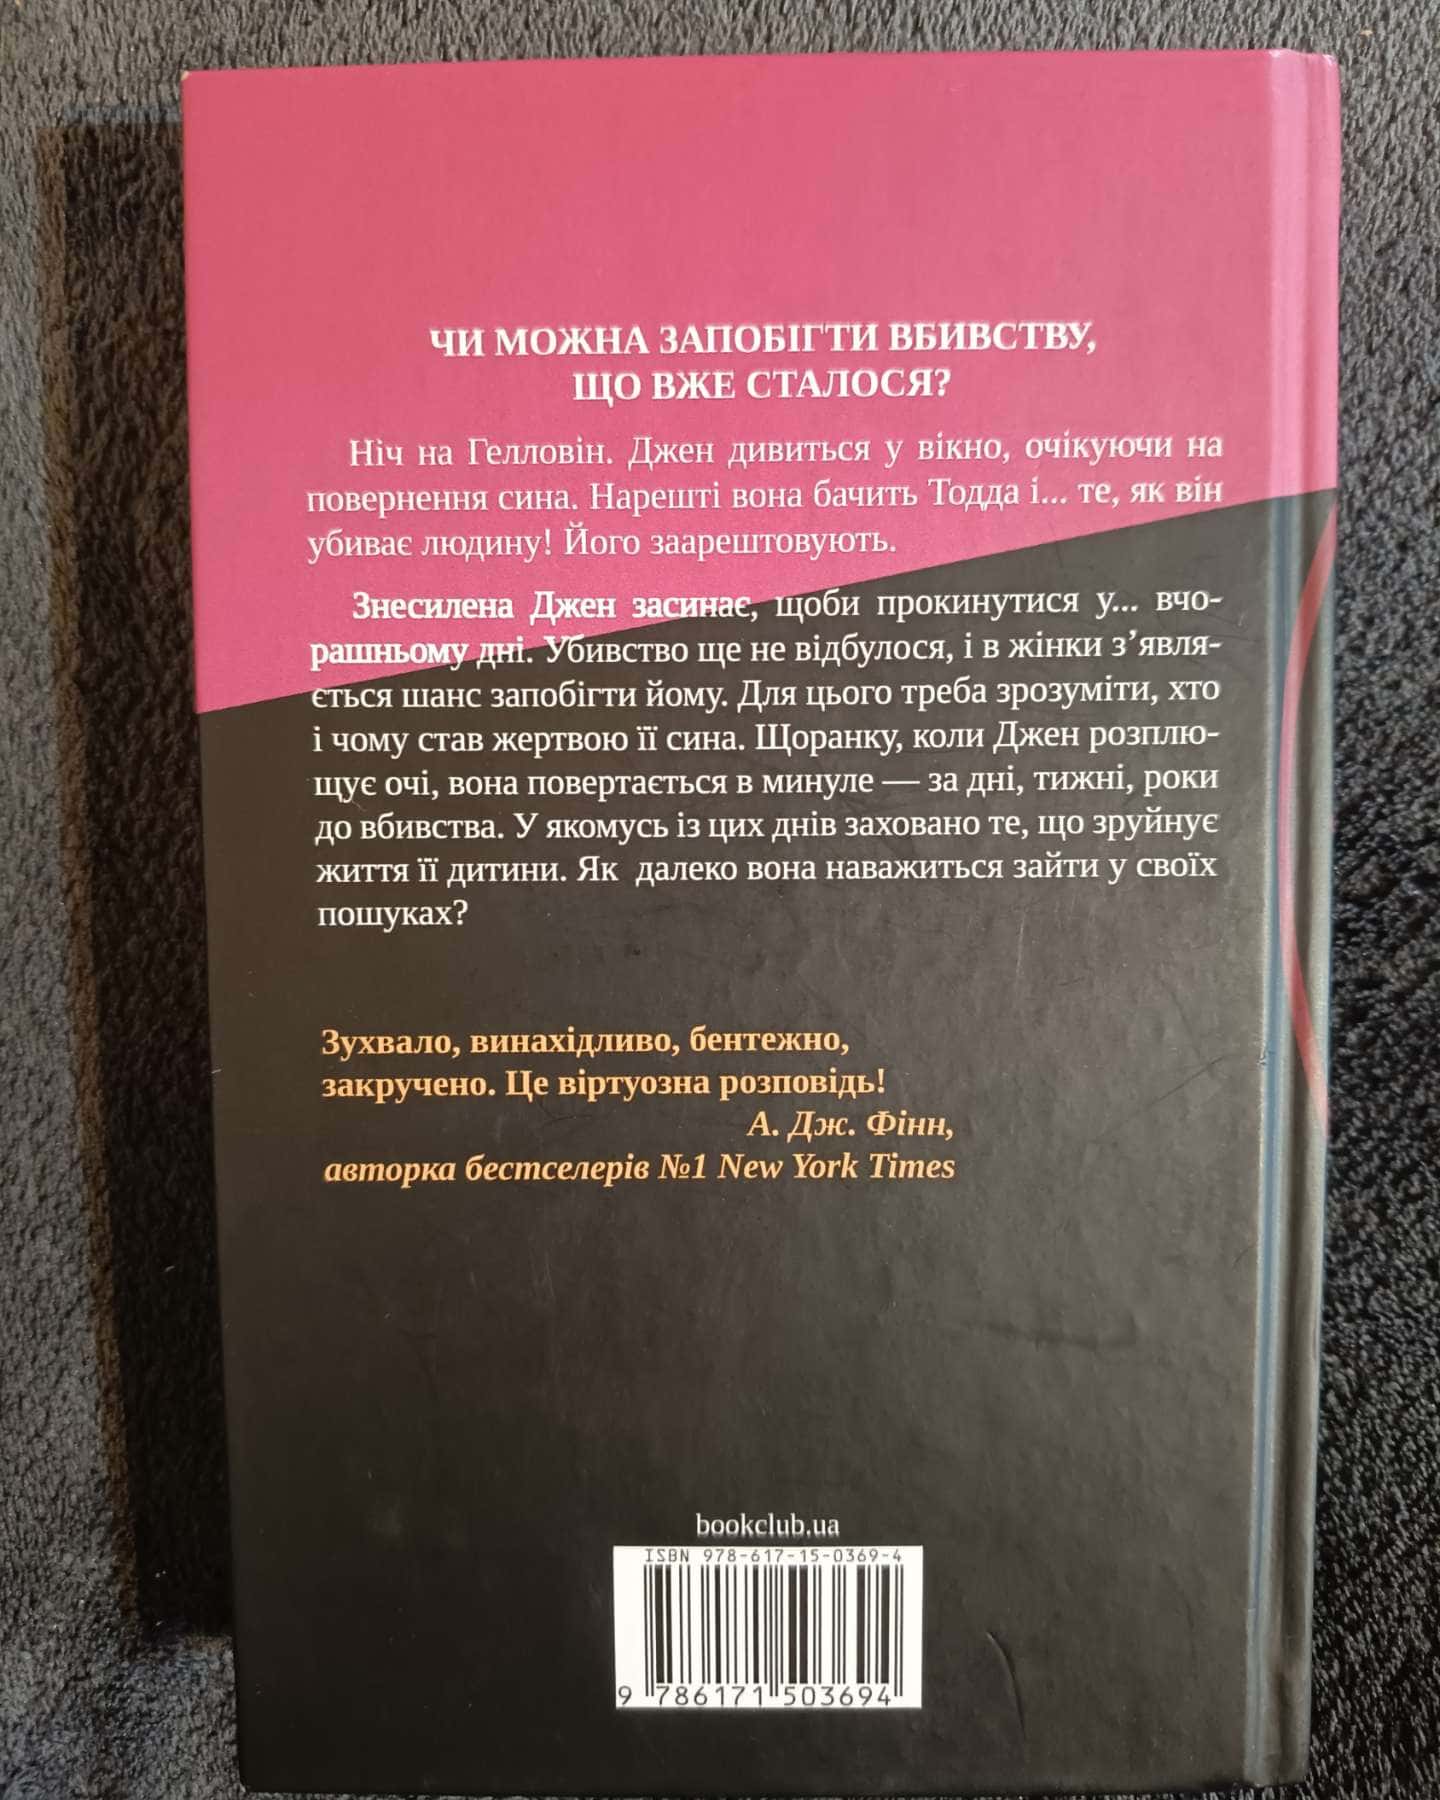 ЧИ МОЖНА ЗАПОБІГТИ ВБИВСТВУ,
ЩО ВЖЕ СТАЛОСЯ?
Ніч на Гелловін. Джен дивиться у вікно, очікуючи на
повернення сина. Нарешті вона бачить Тодда і... те, як він
убиває людину! Його заарештовують.
Знесилена Джен засинає, щоби прокинутися у... вчо-
рашньому дні. Убивство ще не відбулося, і в жінки з’явля-
ється шанс запобігти йому. Для цього треба зрозуміти, хто
і чому став жертвою її сина. Щоранку, коли Джен розплю-
щує очі, вона повертається в минуле — за дні, тижні, роки
до вбивства. У якомусь із цих днів заховано те, що зруйнує
життя її дитини. Як далеко вона наважиться зайти у своїх
пошуках?
Зухвало, винахідливо, бентежно,
закручено. Це віртуозна розповідь!
А. Дж. Фінн,
авторка бестселерів №1 New York Times
bookclub.ua
ISBN 978-617-15-0369-4
9 786171 503694